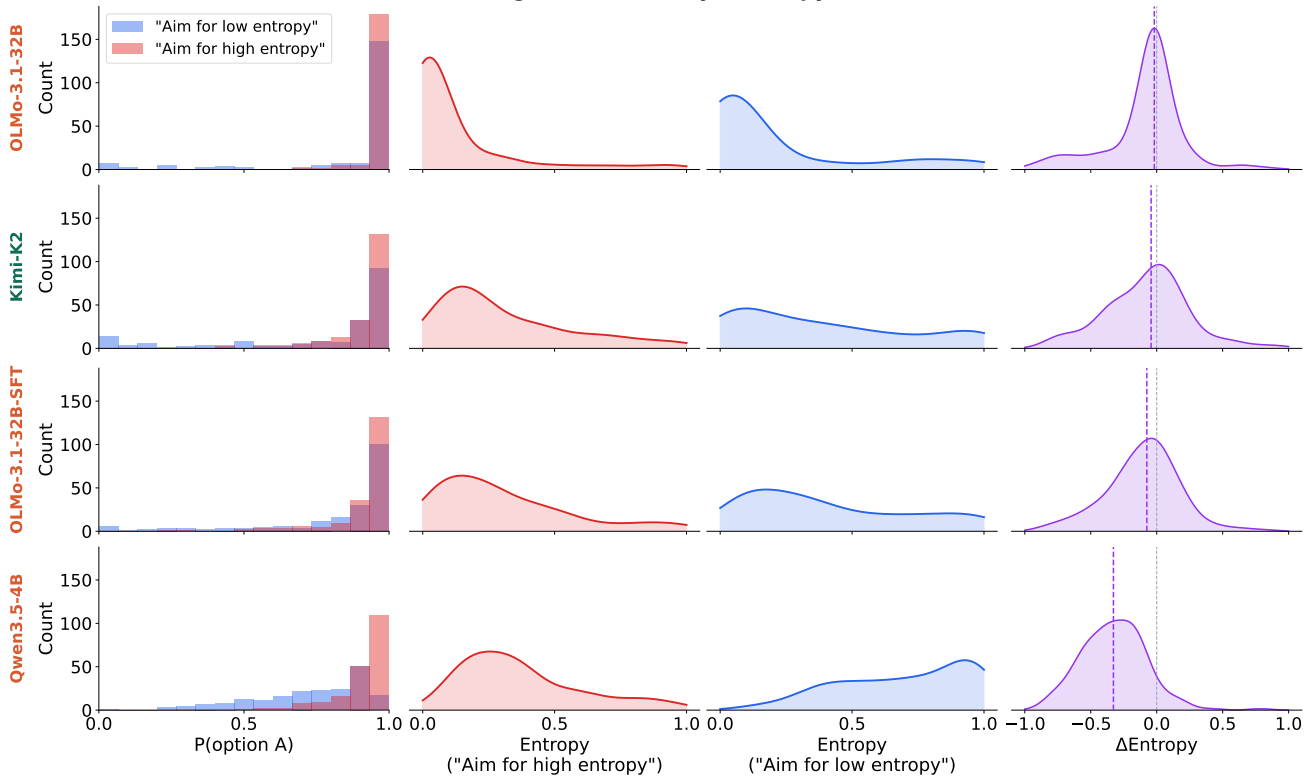 "Aim for low entropy"
"Aim for high entropy"
OLMo-3.1-32B
Count
150
100
50
0
Kimi-K2
Count
150
100
50
0
OLMo-3.1-32B-SFT
Count
150
100
50
0
Qwen3.5-4B
Count
150
100
50
0
0.0 0.5 1.0
P(option A)
0.0 0.5 1.0
Entropy
("Aim for high entropy")
0.0 0.5 1.0
Entropy
("Aim for low entropy")
−1.0 −0.5 0.0 0.5 1.0
ΔEntropy